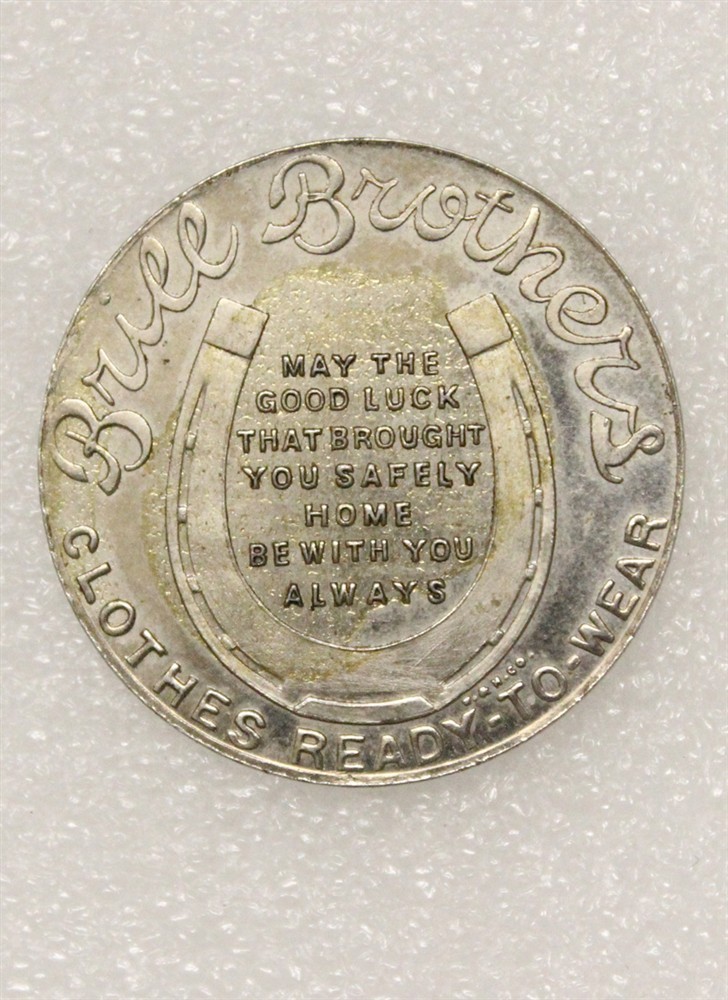 Brill Brothers
MAY THE
GOOD LUCK
THAT BROUGHT
YOU SAFELY
HOME
BE WITH YOU
ALWAYS
CLOTHES READY-TO-WEAR